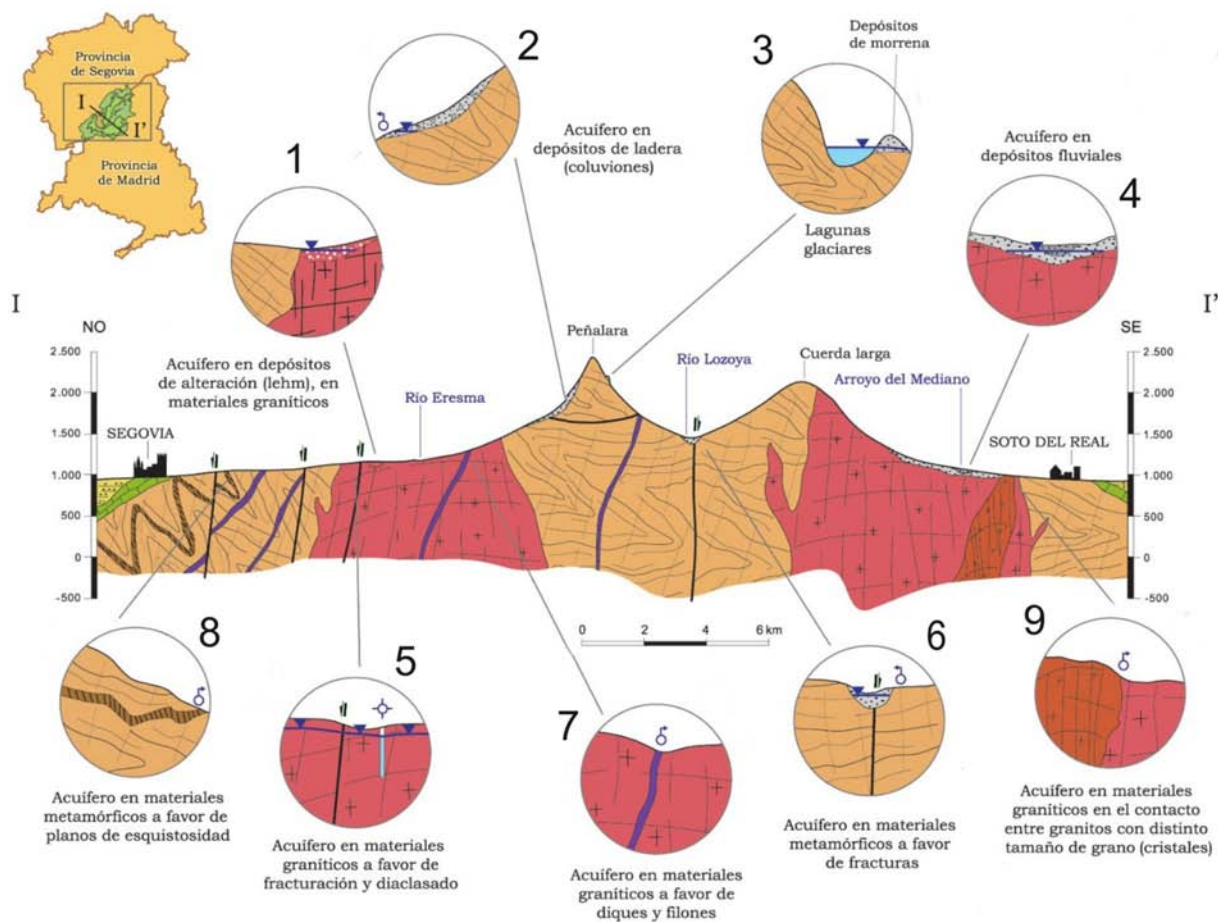 Provincia
de Segovia
I
I'
Provincia
de Madrid
1
2
Acuífero en
depósitos de ladera
(coluviones)
3
Depósitos
de morrena
Lagunas
glaciares
Acuífero en
depósitos fluviales
4
I
I'
NO
SE
2.500
2.000
1.500
1.000
500
0
-500
Acuífero en depósitos
de alteración (lehm), en
materiales graníticos
SEGOVIA
Río Eresma
Peñalara
Río Lozoya
Cuerda larga
Arroyo del Mediano
SOTO DEL REAL
2.500
2.000
1.500
1.000
500
0
-500
0 2 4 6 km
8
Acuífero en materiales
metamórficos a favor de
planos de esquistosidad
5
Acuífero en materiales
graníticos a favor de
fracturación y diaclasado
7
Acuífero en materiales
graníticos a favor de
diques y filones
6
Acuífero en materiales
metamórficos a favor
de fracturas
9
Acuífero en materiales
graníticos en el contacto
entre granitos con distinto
tamaño de grano (cristales)